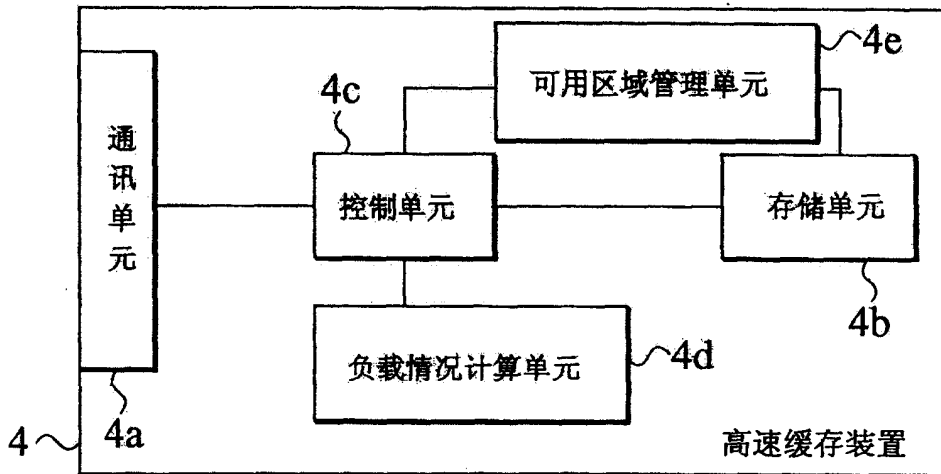 4e
可用区域管理单元
4c
通讯单元
控制单元
存储单元
4b
负载情况计算单元
4d
4a
4
高速缓存装置